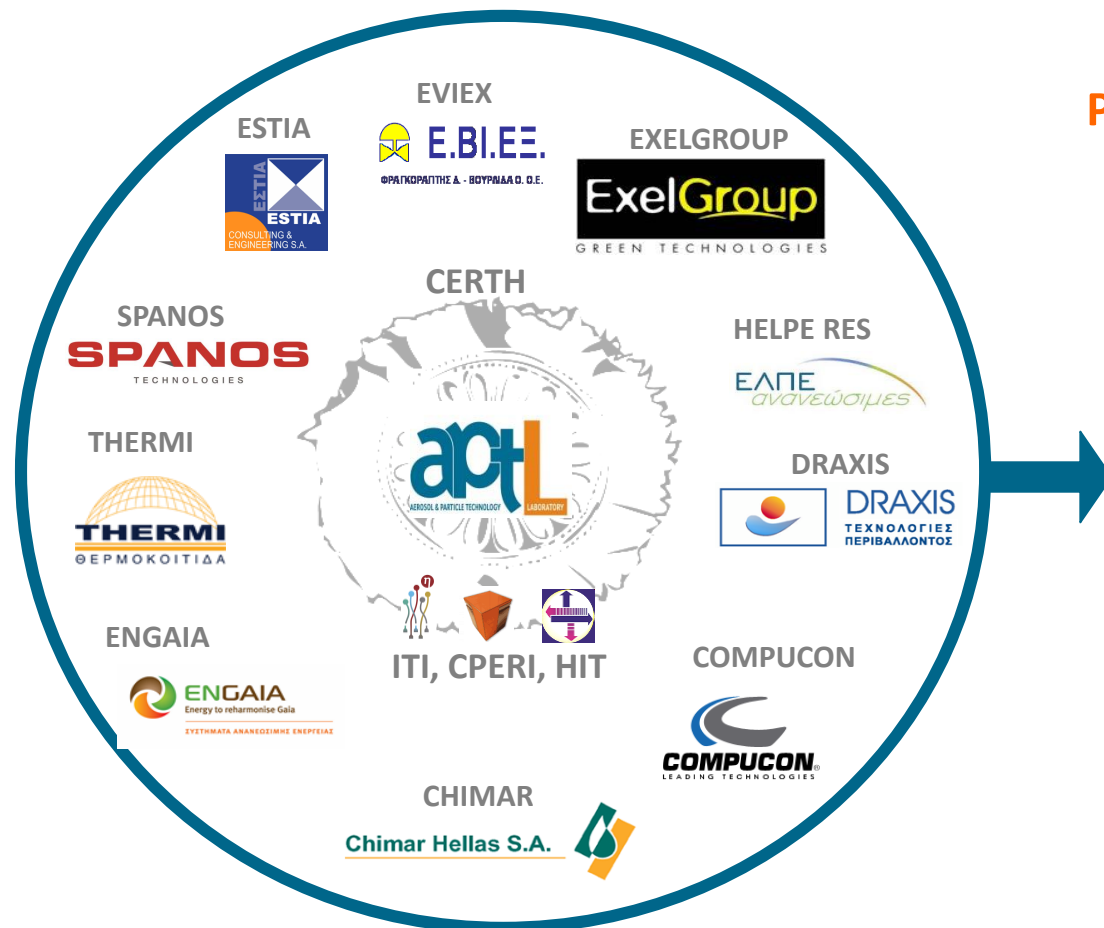 EVIEX
P
ESTIA
Ε.ΒΙ.ΕΞ.
EXELGROUP
ΦΡΑΓΚΟΡΑΠΤΗΣ Δ. - ΒΟΥΡΝΙΔΑ Ο. Ο.Ε.
ΕΣΤΙΑ
ESTIA
CONSULTING &
ENGINEERING S.A.
ExelGroup
GREEN TECHNOLOGIES
CERTH
SPANOS
SPANOS
TECHNOLOGIES
HELPE RES
ΕΛΠΕ
ανανεώσιμες
THERMI
aptL
AEROSOL & PARTICLE TECHNOLOGY
LABORATORY
DRAXIS
THERMI
ΘΕΡΜΟΚΟΙΤΙΔΑ
DRAXIS
ΤΕΧΝΟΛΟΓΙΕΣ
ΠΕΡΙΒΑΛΛΟΝΤΟΣ
η
ENGAIA
ITI, CPERI, HIT
COMPUCON
ENGAIA
Energy to reharmonise Gaia
ΣΥΣΤΗΜΑΤΑ ΑΝΑΝΕΩΣΙΜΗΣ ΕΝΕΡΓΕΙΑΣ
COMPUCON®
LEADING TECHNOLOGIES
CHIMAR
Chimar Hellas S.A.